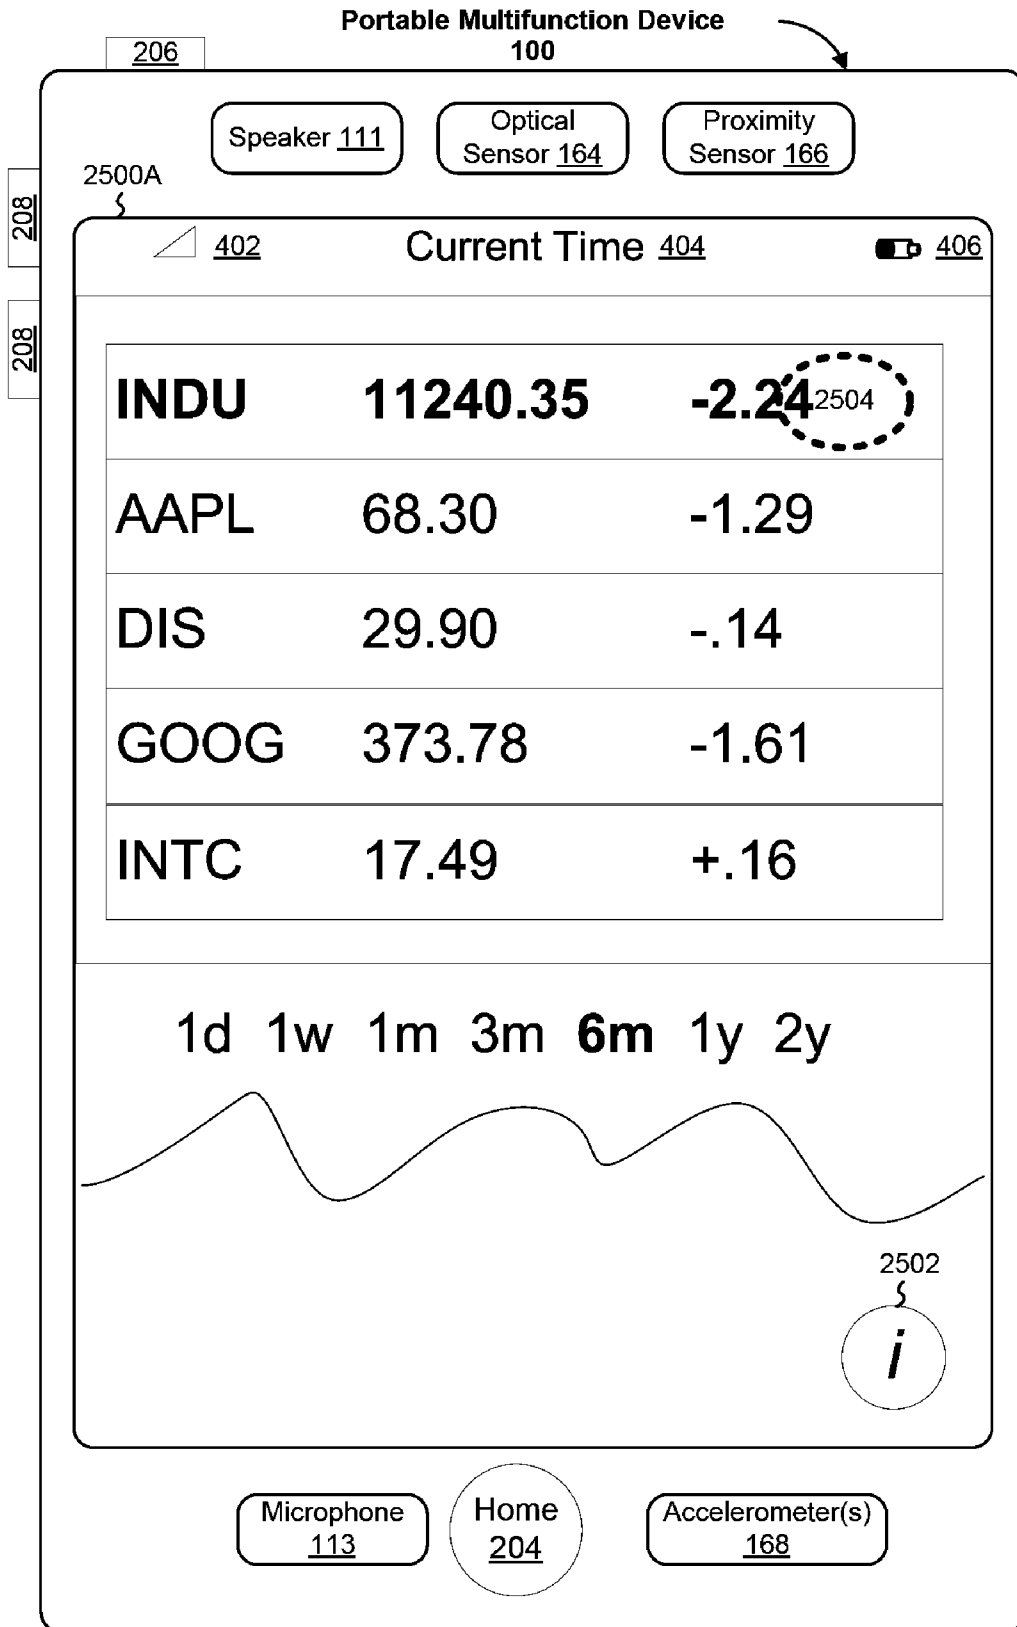 Portable Multifunction Device
100
206
Speaker 111
Optical
Sensor 164
Proximity
Sensor 166
2500A
208
208
402
Current Time 404
406
INDU 11240.35 -2.24
2504
AAPL 68.30 -1.29
DIS 29.90 -.14
GOOG 373.78 -1.61
INTC 17.49 +.16
1d 1w 1m 3m 6m 1y 2y
2502
i
Microphone
113
Home
204
Accelerometer(s)
168